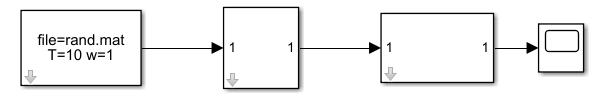 file=rand.mat
T=10 w=1
1 1
1 1